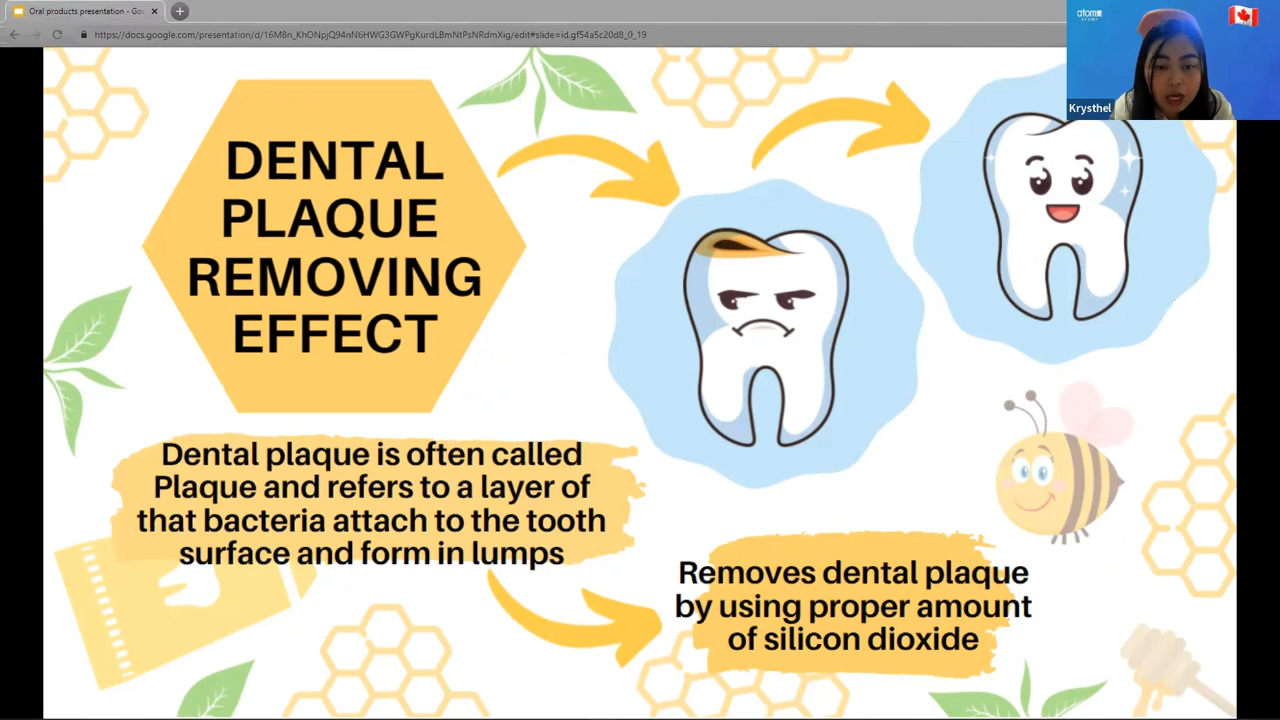 Oral products presentation - Goo
https://docs.google.com/presentation/d/16M8n_KhONpjQ94nN6HWG3GWPgKurdLBmNtPsNRdmXig/edit#slide=id.gf54a5c20d8_0_19
atomy
Krysthel
DENTAL
PLAQUE
REMOVING
EFFECT
Dental plaque is often called
Plaque and refers to a layer of
that bacteria attach to the tooth
surface and form in lumps
Removes dental plaque
by using proper amount
of silicon dioxide